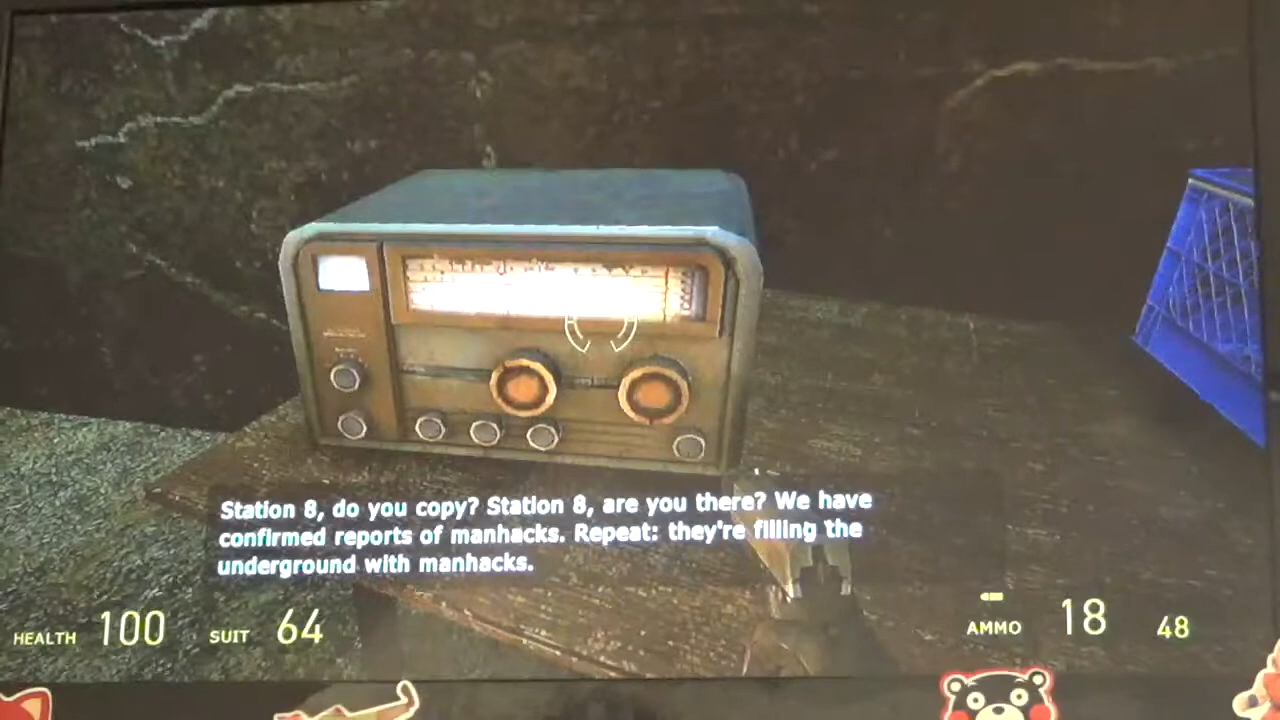 Station 8, do you copy? Station 8, are you there? We have
confirmed reports of manhacks. Repeat: they're filling the
underground with manhacks.
HEALTH 100 SUIT 64 AMMO 18 48